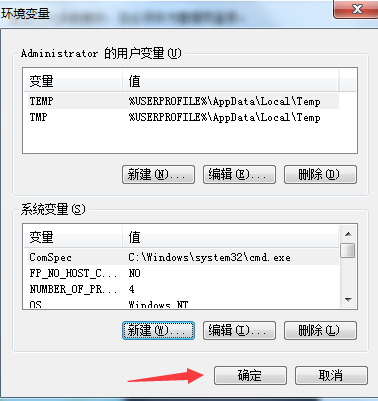 环境变量
Administrator 的用户变量(U)
变量 值
TEMP %USERPROFILE%\AppData\Local\Temp
TMP %USERPROFILE%\AppData\Local\Temp
新建(N)... 编辑(E)... 删除(D)
系统变量(S)
变量 值
ComSpec C:\Windows\system32\cmd.exe
FP_NO_HOST_C... NO
NUMBER_OF_PR... 4
OS Windows_NT
新建(W)... 编辑(I)... 删除(L)
确定 取消